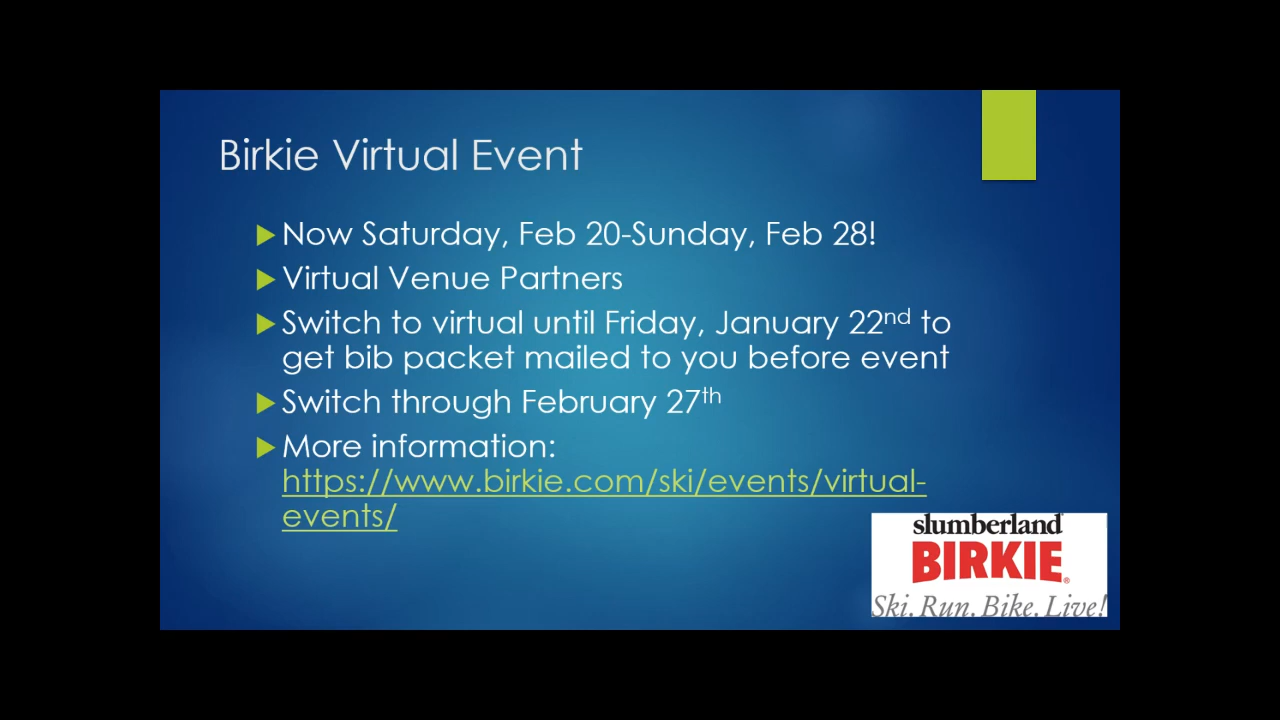 Birkie Virtual Event
Now Saturday, Feb 20-Sunday, Feb 28!
Virtual Venue Partners
Switch to virtual until Friday, January 22nd to
get bib packet mailed to you before event
Switch through February 27th
More information:
https://www.birkie.com/ski/events/virtual-
events/
slumberland
BIRKIE®
Ski. Run. Bike. Live!